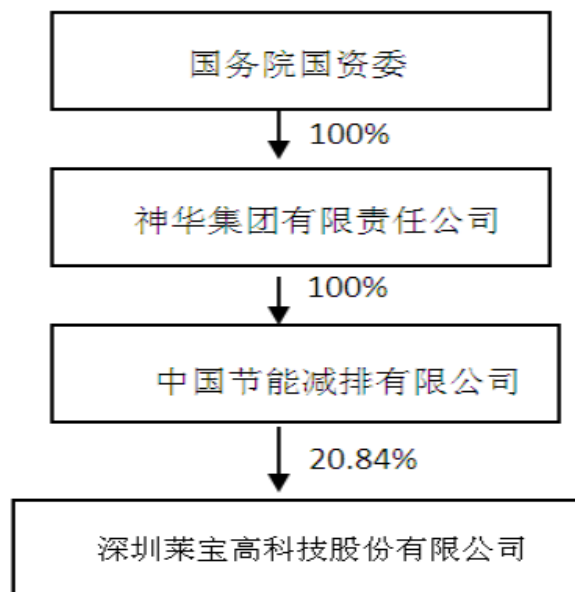 国务院国资委
100%
神华集团有限责任公司
100%
中国节能减排有限公司
20.84%
深圳莱宝高科技股份有限公司